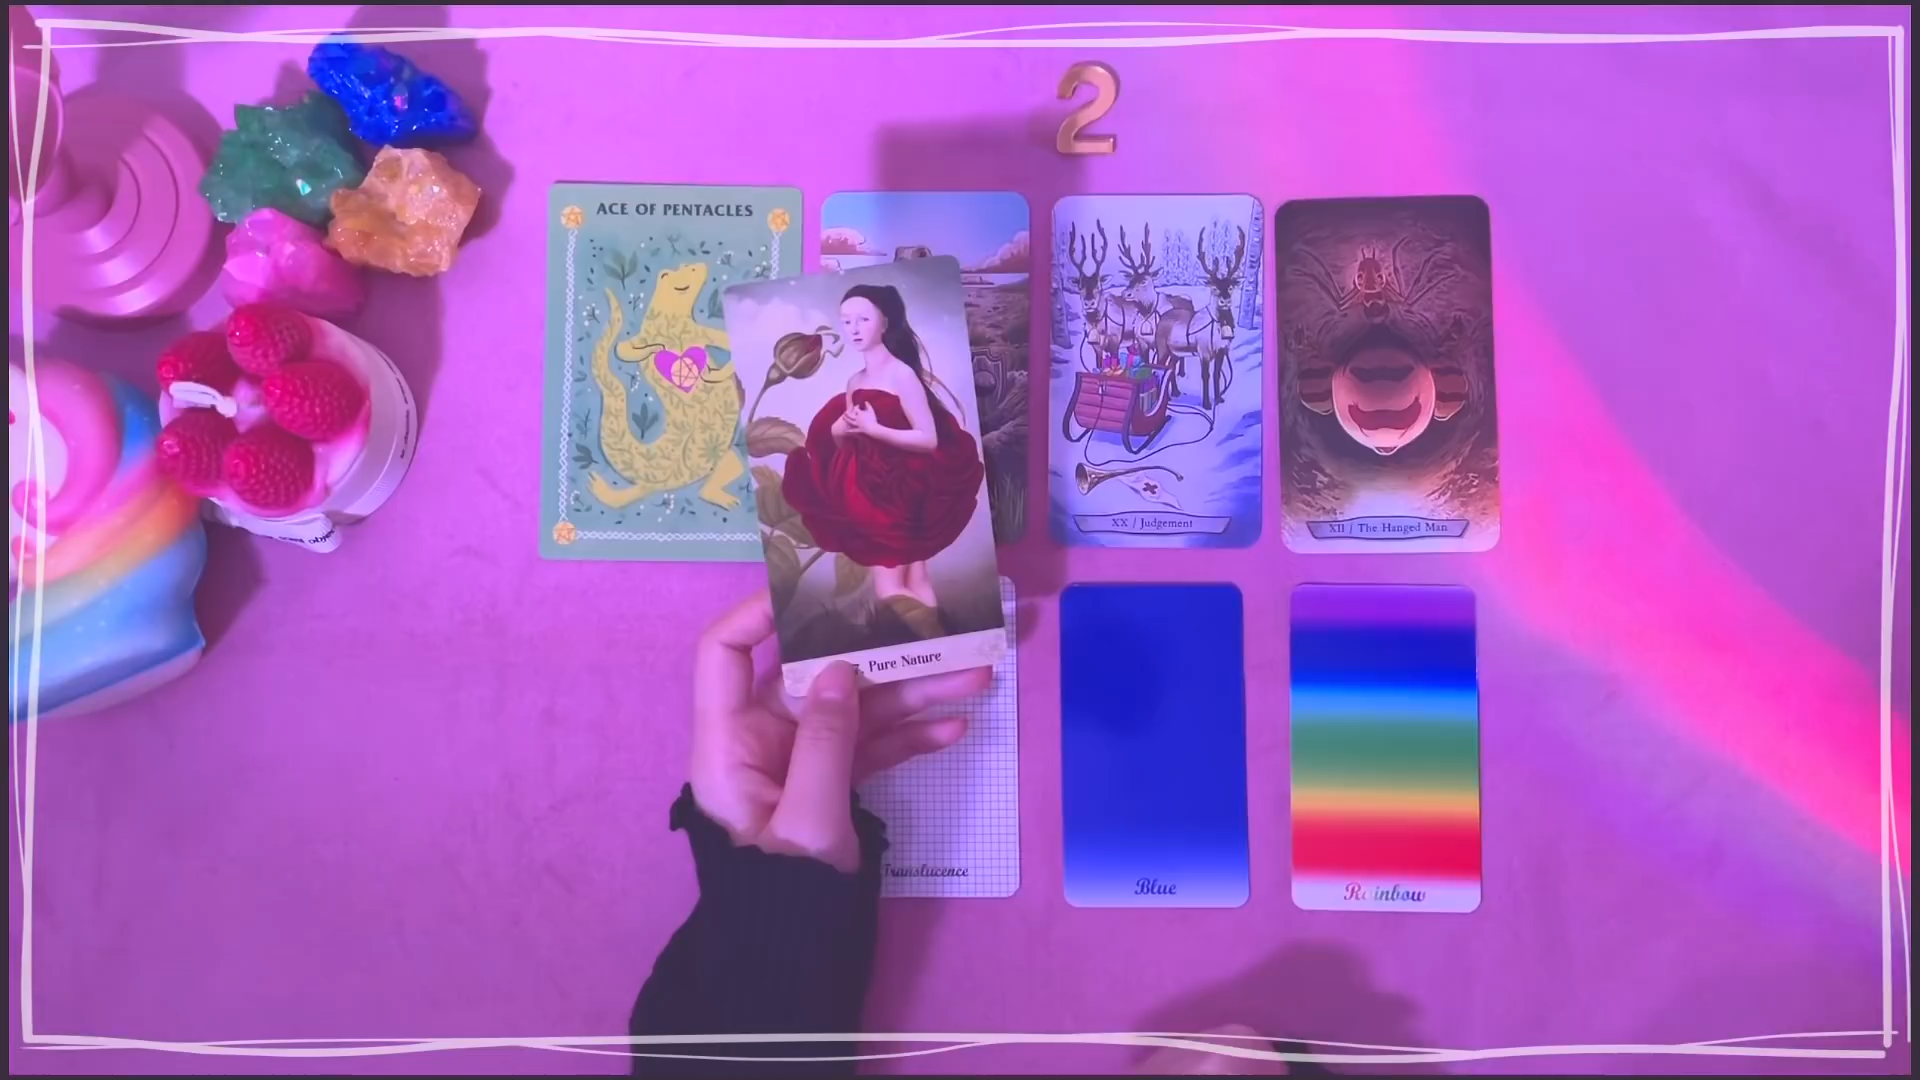 2
ACE OF PENTACLES
XX / Judgement
XII / The Hanged Man
Pure Nature
Translucence
Blue
Rainbow